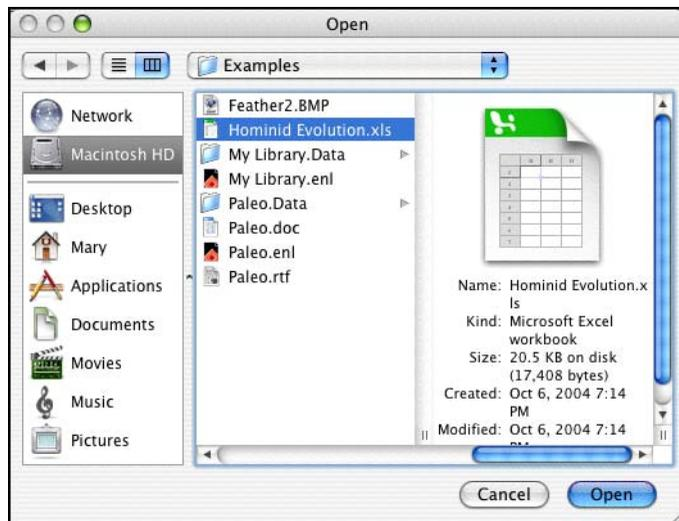 Open
Examples
Network
Macintosh HD
Desktop
Mary
Applications
Documents
Movies
Music
Pictures
Feather2.BMP
Hominid Evolution.xls
My Library.Data
My Library.enl
Paleo.Data
Paleo.doc
Paleo.enl
Paleo.rtf
Name: Hominid Evolution.x
ls
Kind: Microsoft Excel
workbook
Size: 20.5 KB on disk
(17,408 bytes)
Created: Oct 6, 2004 7:14
PM
Modified: Oct 6, 2004 7:14
PM
Cancel
Open